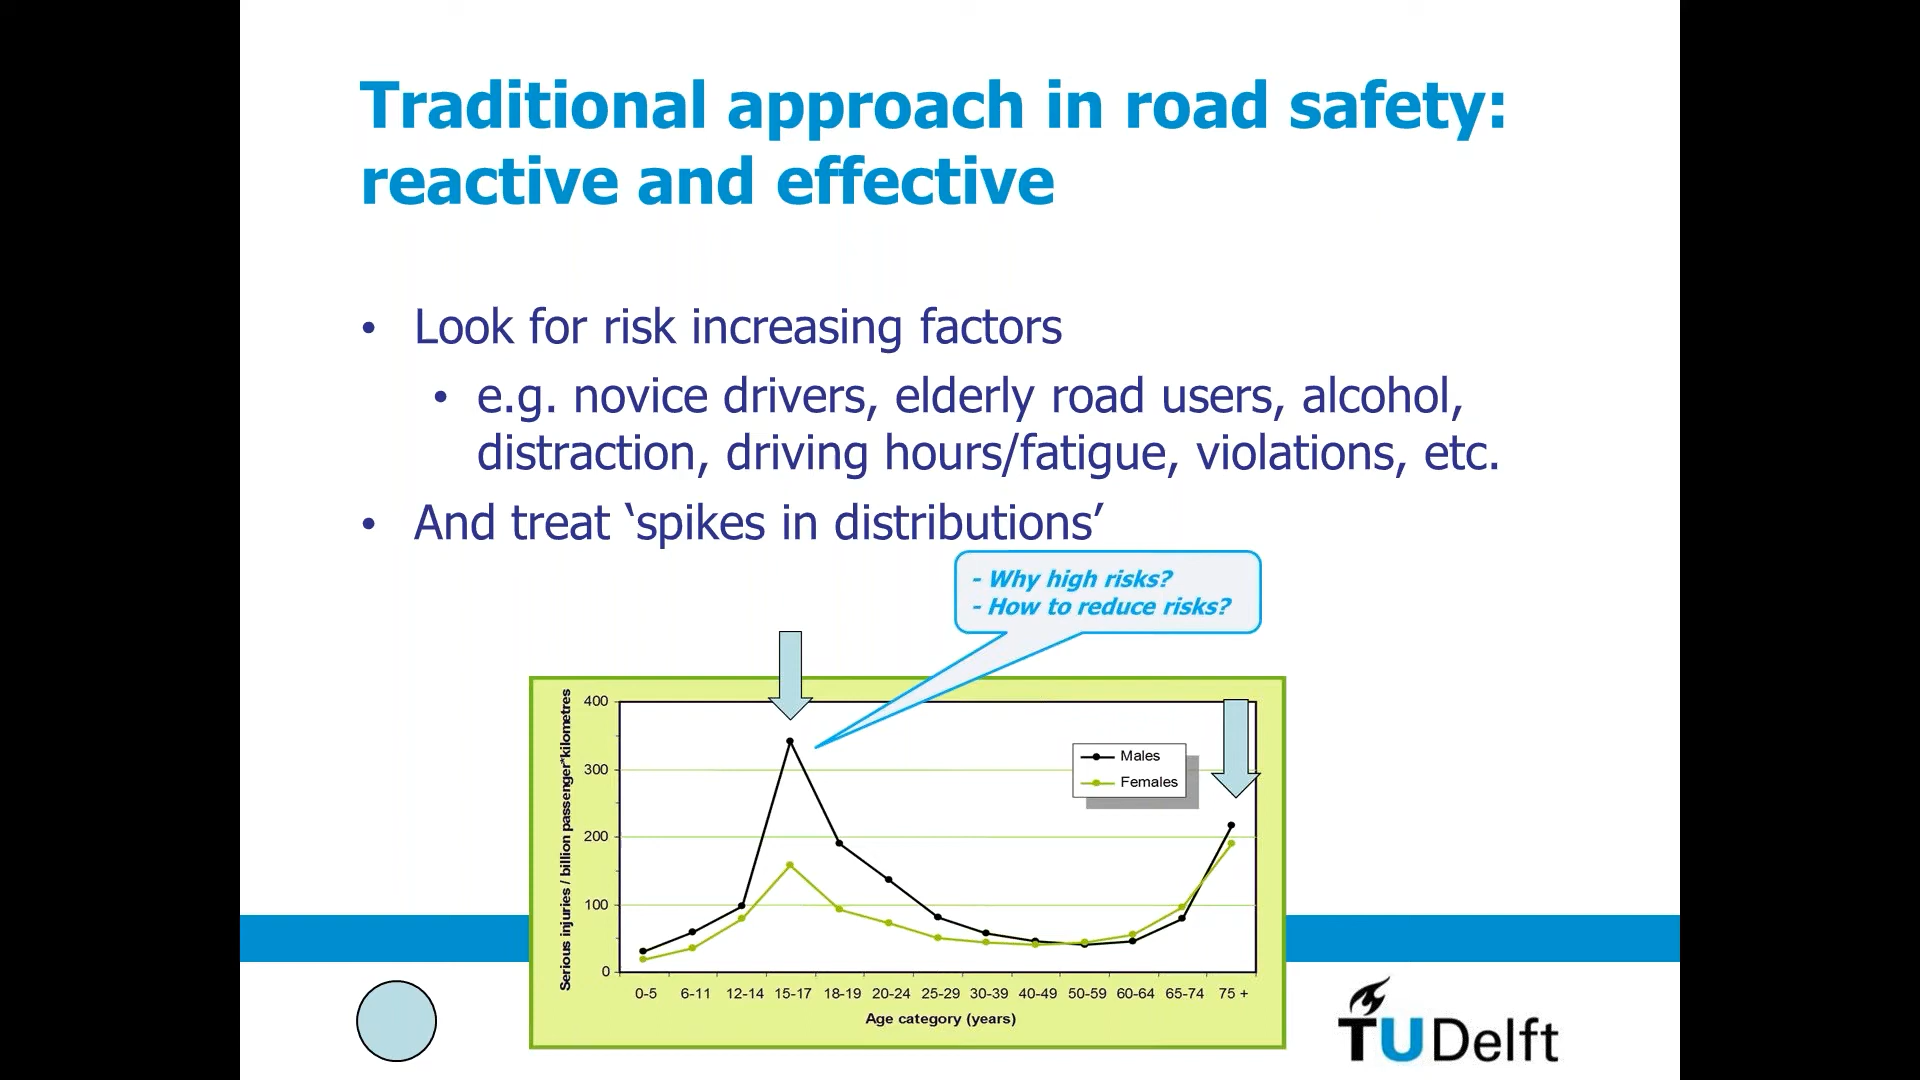 Traditional approach in road safety:
reactive and effective
• Look for risk increasing factors
• e.g. novice drivers, elderly road users, alcohol,
distraction, driving hours/fatigue, violations, etc.
• And treat ‘spikes in distributions’
- Why high risks?
- How to reduce risks?
Serious injuries / billion passenger*kilometres
400
300
200
100
0
Males
Females
0-5 6-11 12-14 15-17 18-19 20-24 25-29 30-39 40-49 50-59 60-64 65-74 75 +
Age category (years)
TU Delft